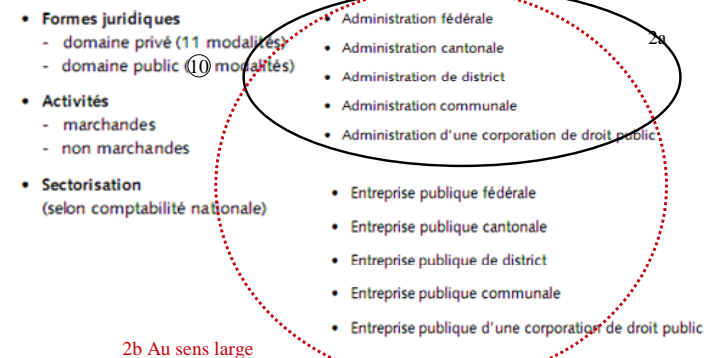 • Formes juridiques
- domaine privé (11 modalités)
- domaine public (10 modalités)
• Activités
- marchandes
- non marchandes
• Sectorisation
(selon comptabilité nationale)
• Administration fédérale
2a
• Administration cantonale
• Administration de district
• Administration communale
• Administration d'une corporation de droit public
• Entreprise publique fédérale
• Entreprise publique cantonale
• Entreprise publique de district
• Entreprise publique communale
• Entreprise publique d'une corporation de droit public
2b Au sens large